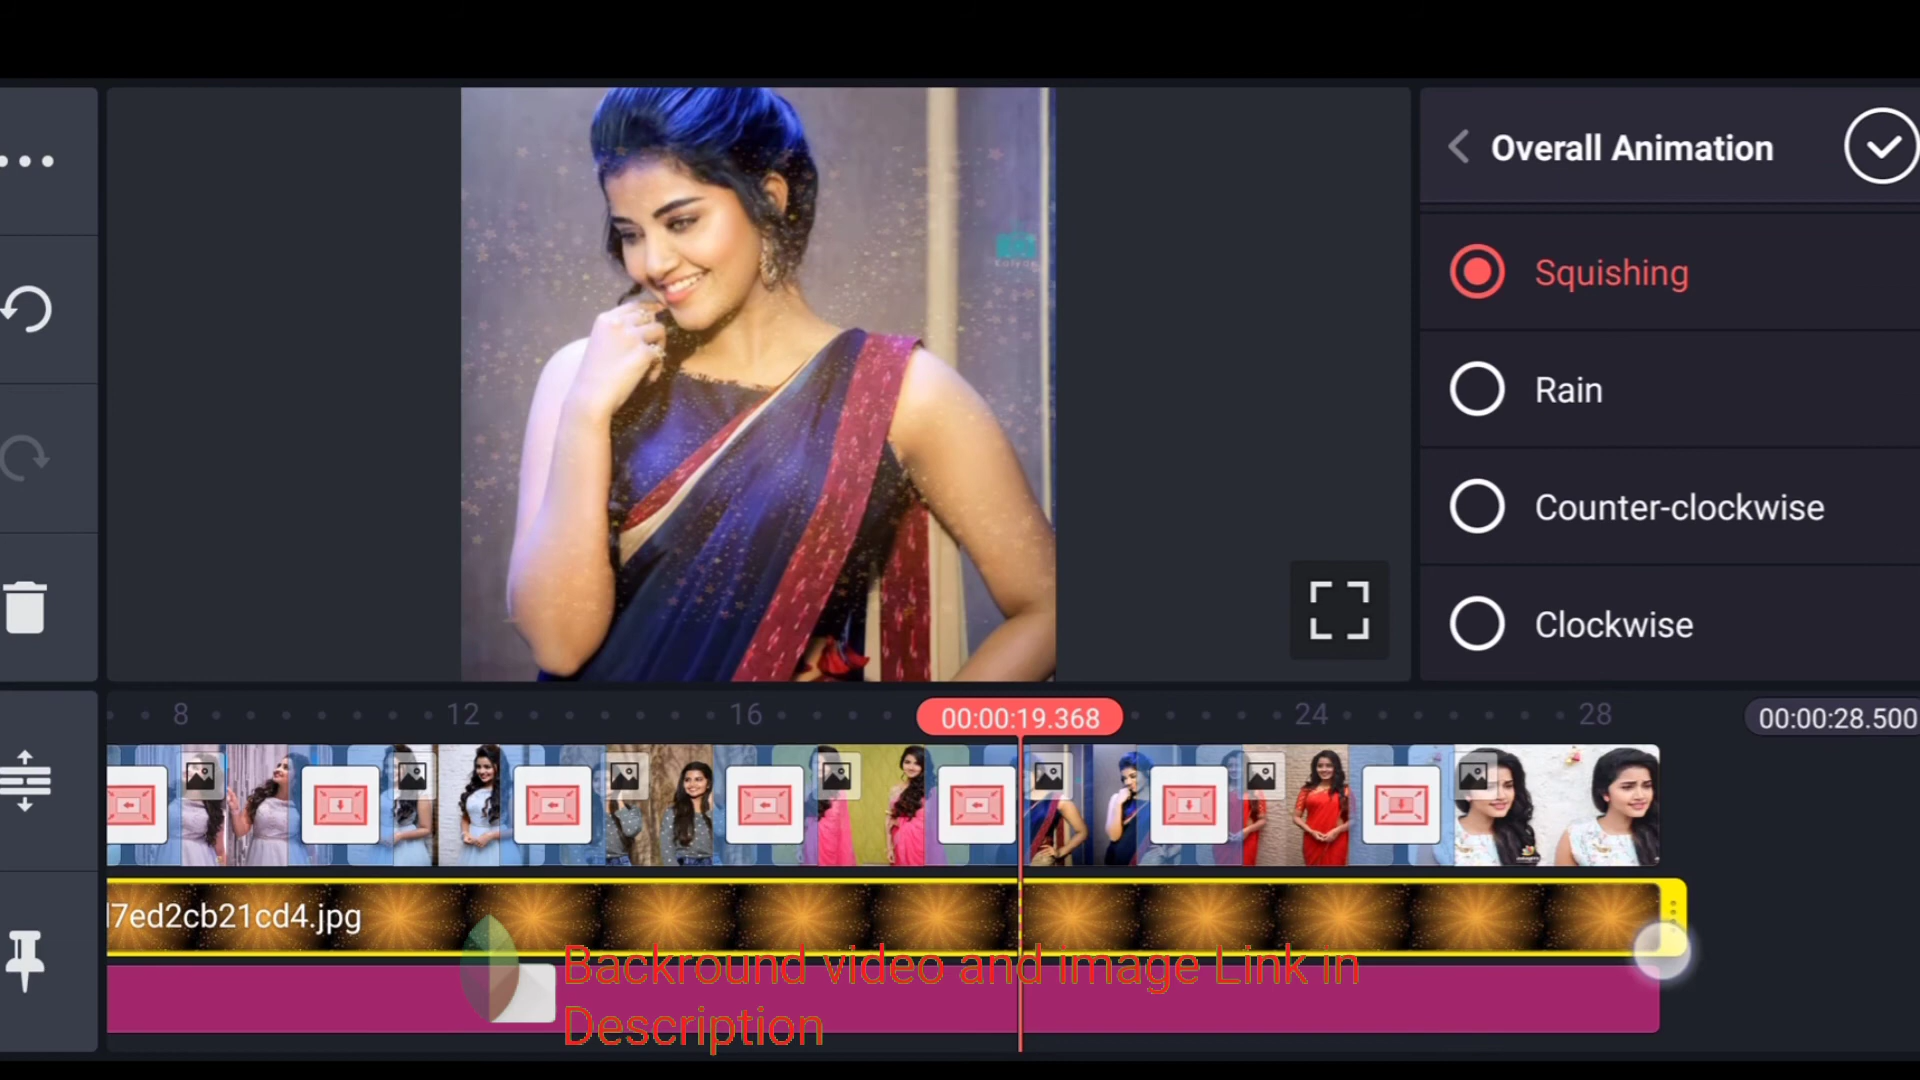 Overall Animation
Squishing
Rain
Counter-clockwise
Clockwise
8
12
16
00:00:19.368
24
28
00:00:28.500
7ed2cb21cd4.jpg
Backround video and image Link in
Description